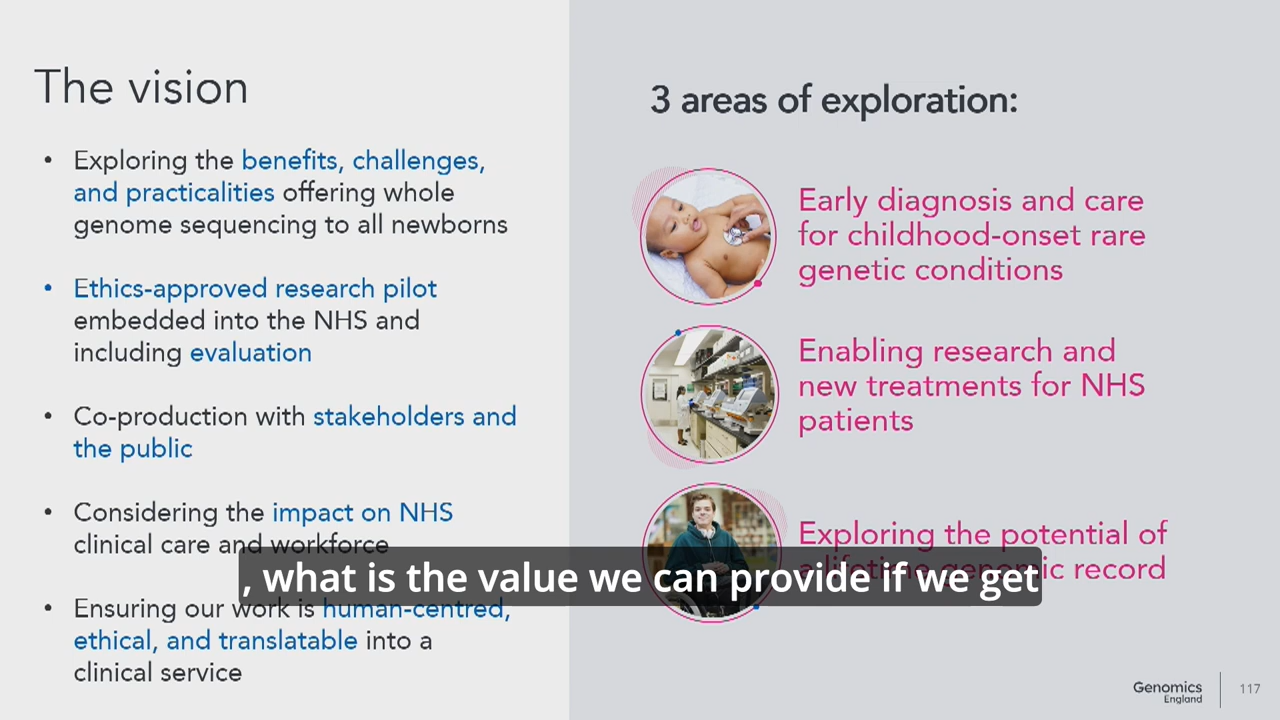 The vision
• Exploring the benefits, challenges,
and practicalities offering whole
genome sequencing to all newborns
• Ethics-approved research pilot
embedded into the NHS and
including evaluation
• Co-production with stakeholders and
the public
• Considering the impact on NHS
clinical care and workforce
• Ensuring our work is human-centred,
ethical, and translatable into a
clinical service
3 areas of exploration:
Early diagnosis and care
for childhood-onset rare
genetic conditions
Enabling research and
new treatments for NHS
patients
Exploring the potential of
a lifetime genomic record
, what is the value we can provide if we get
Genomics
England
117